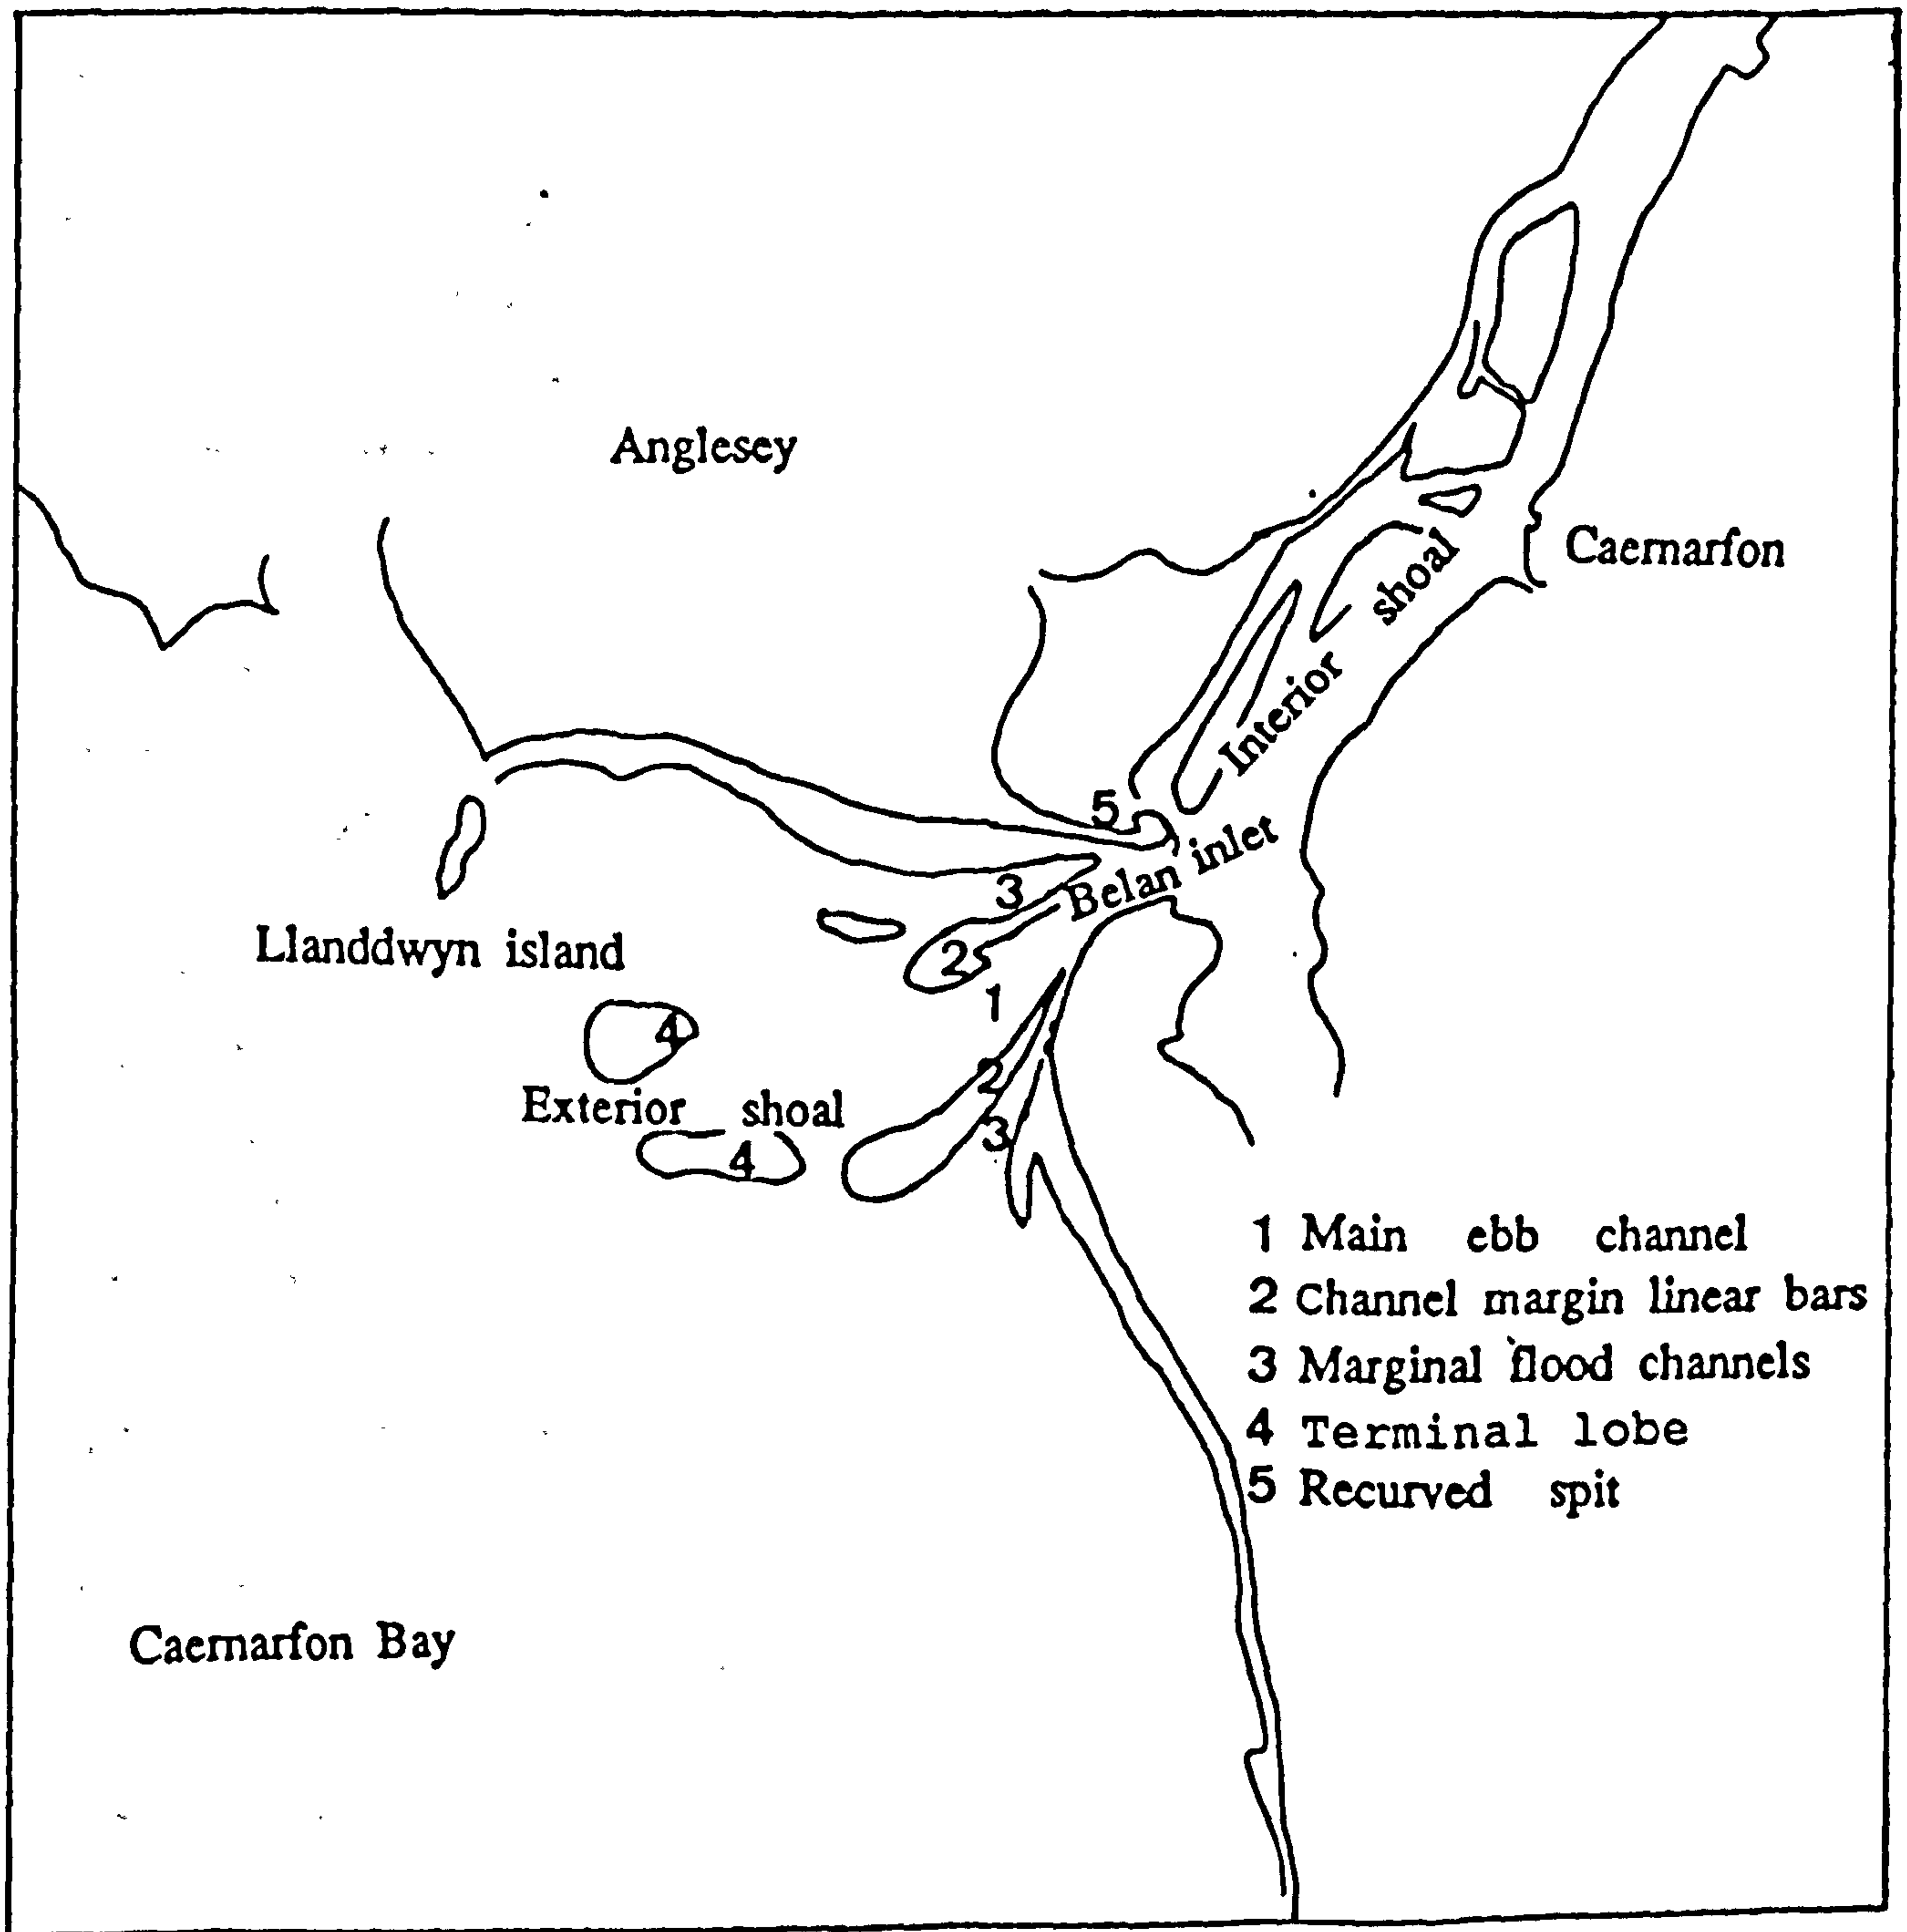 Anglesey
Caernarfon
shoal
Interior
5
Belan inlet
3
Llanddwyn island
2
1
4
Exterior shoal
2
3
4
1 Main ebb channel
2 Channel margin linear bars
3 Marginal flood channels
4 Terminal lobe
5 Recurved spit
Caernarfon Bay